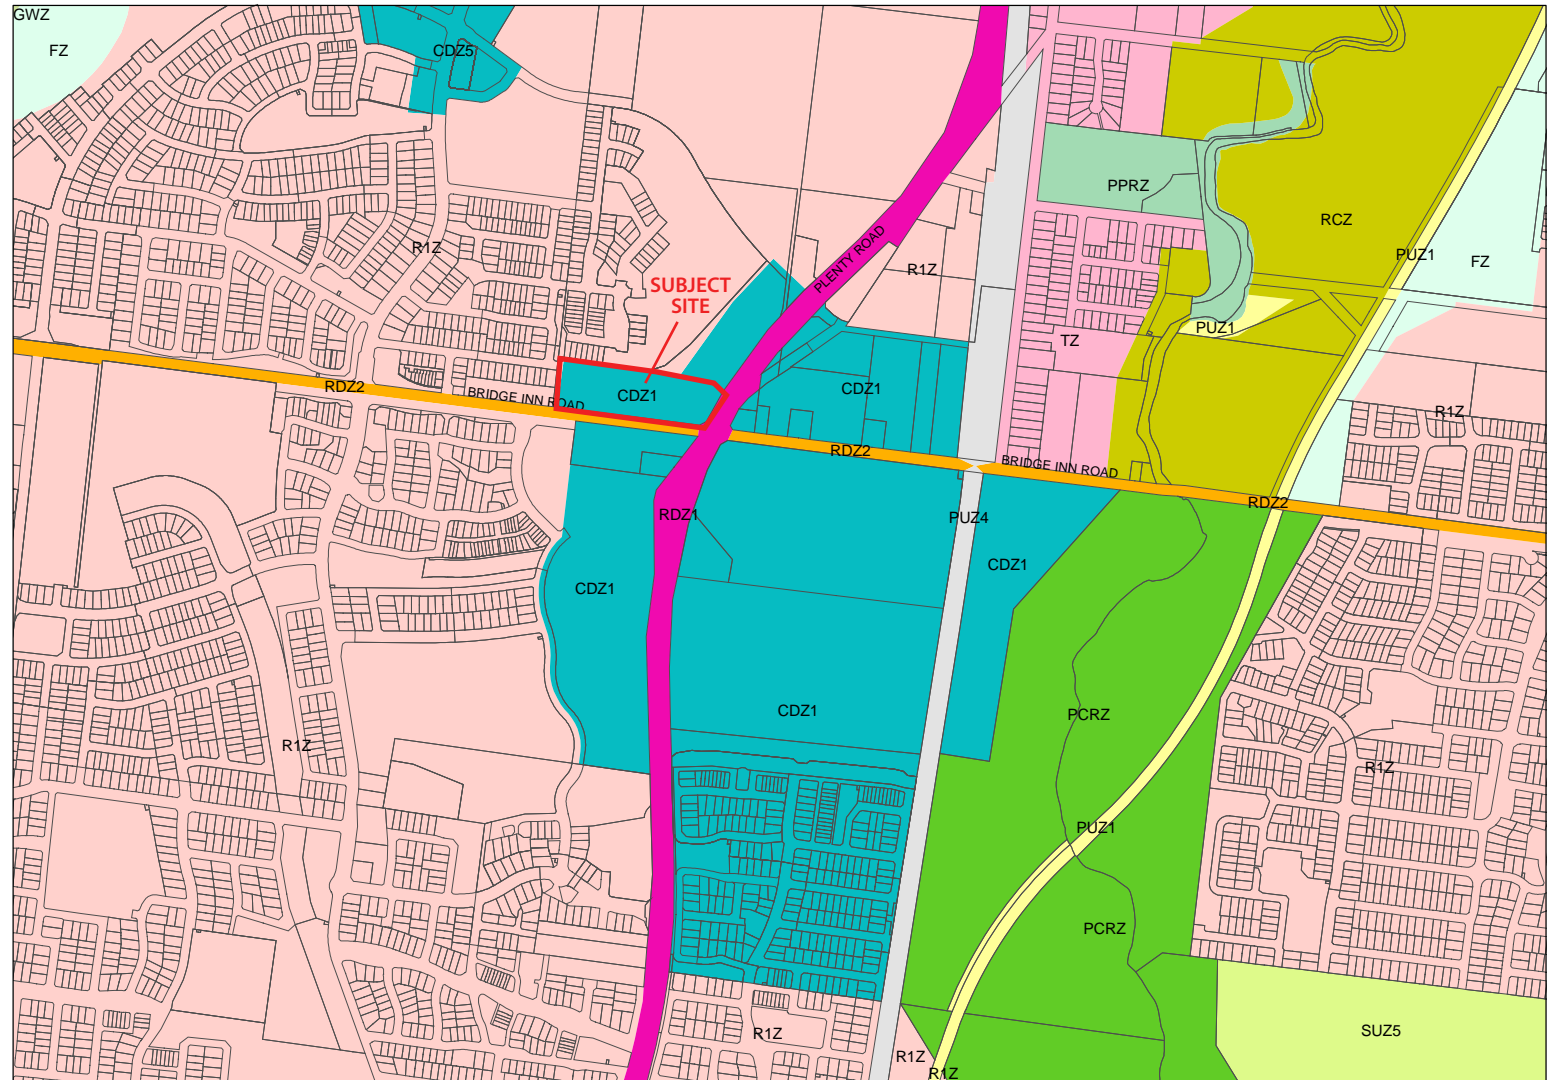 GWZ
FZ
CDZ5
PPRZ
RCZ
R1Z
PLENTY ROAD
R1Z
PUZ1
FZ
SUBJECT
SITE
PUZ1
TZ
RDZ2
BRIDGE INN ROAD
CDZ1
CDZ1
R1Z
RDZ2
BRIDGE INN ROAD
RDZ2
RDZ1
PUZ4
CDZ1
CDZ1
CDZ1
PCRZ
R1Z
R1Z
PUZ1
PCRZ
R1Z
SUZ5
R1Z
R1Z